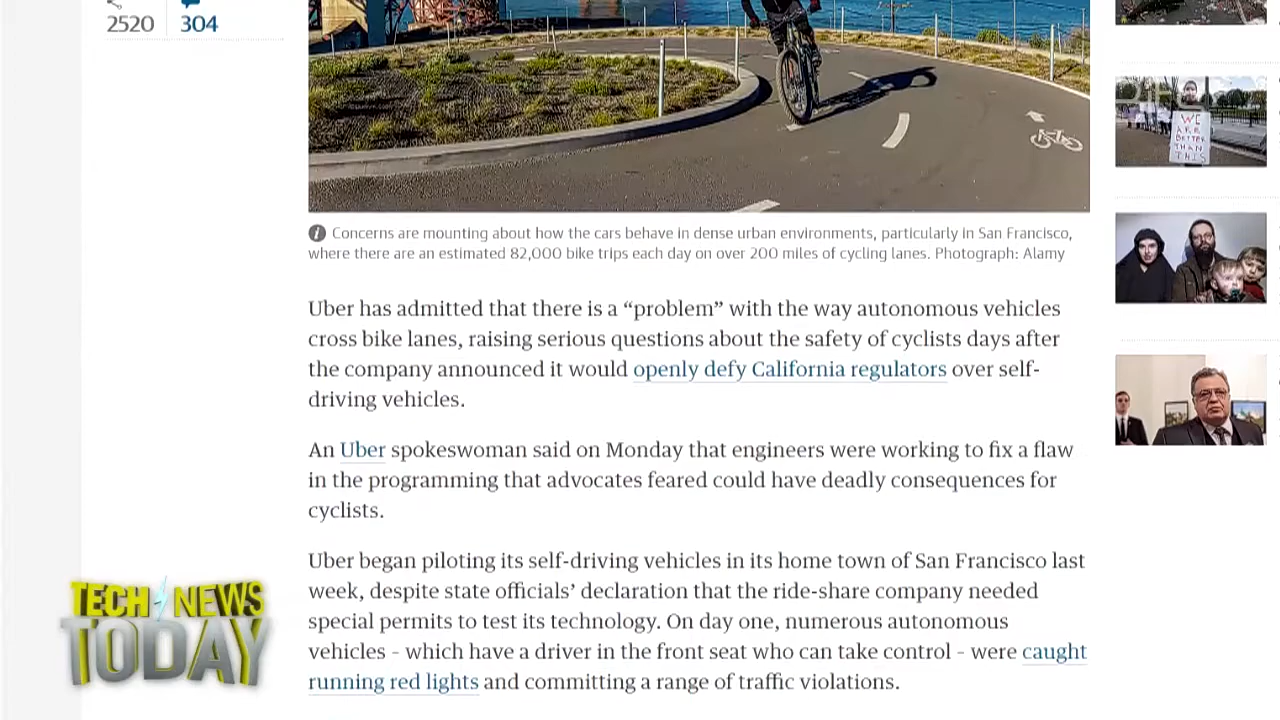 2520
304
Concerns are mounting about how the cars behave in dense urban environments, particularly in San Francisco,
where there are an estimated 82,000 bike trips each day on over 200 miles of cycling lanes. Photograph: Alamy
Uber has admitted that there is a “problem” with the way autonomous vehicles
cross bike lanes, raising serious questions about the safety of cyclists days after
the company announced it would openly defy California regulators over self-
driving vehicles.
An Uber spokeswoman said on Monday that engineers were working to fix a flaw
in the programming that advocates feared could have deadly consequences for
cyclists.
Uber began piloting its self-driving vehicles in its home town of San Francisco last
week, despite state officials’ declaration that the ride-share company needed
special permits to test its technology. On day one, numerous autonomous
vehicles - which have a driver in the front seat who can take control - were caught
running red lights and committing a range of traffic violations.
WE
ARE
BETTER
THAN
THIS
TECH NEWS
TODAY